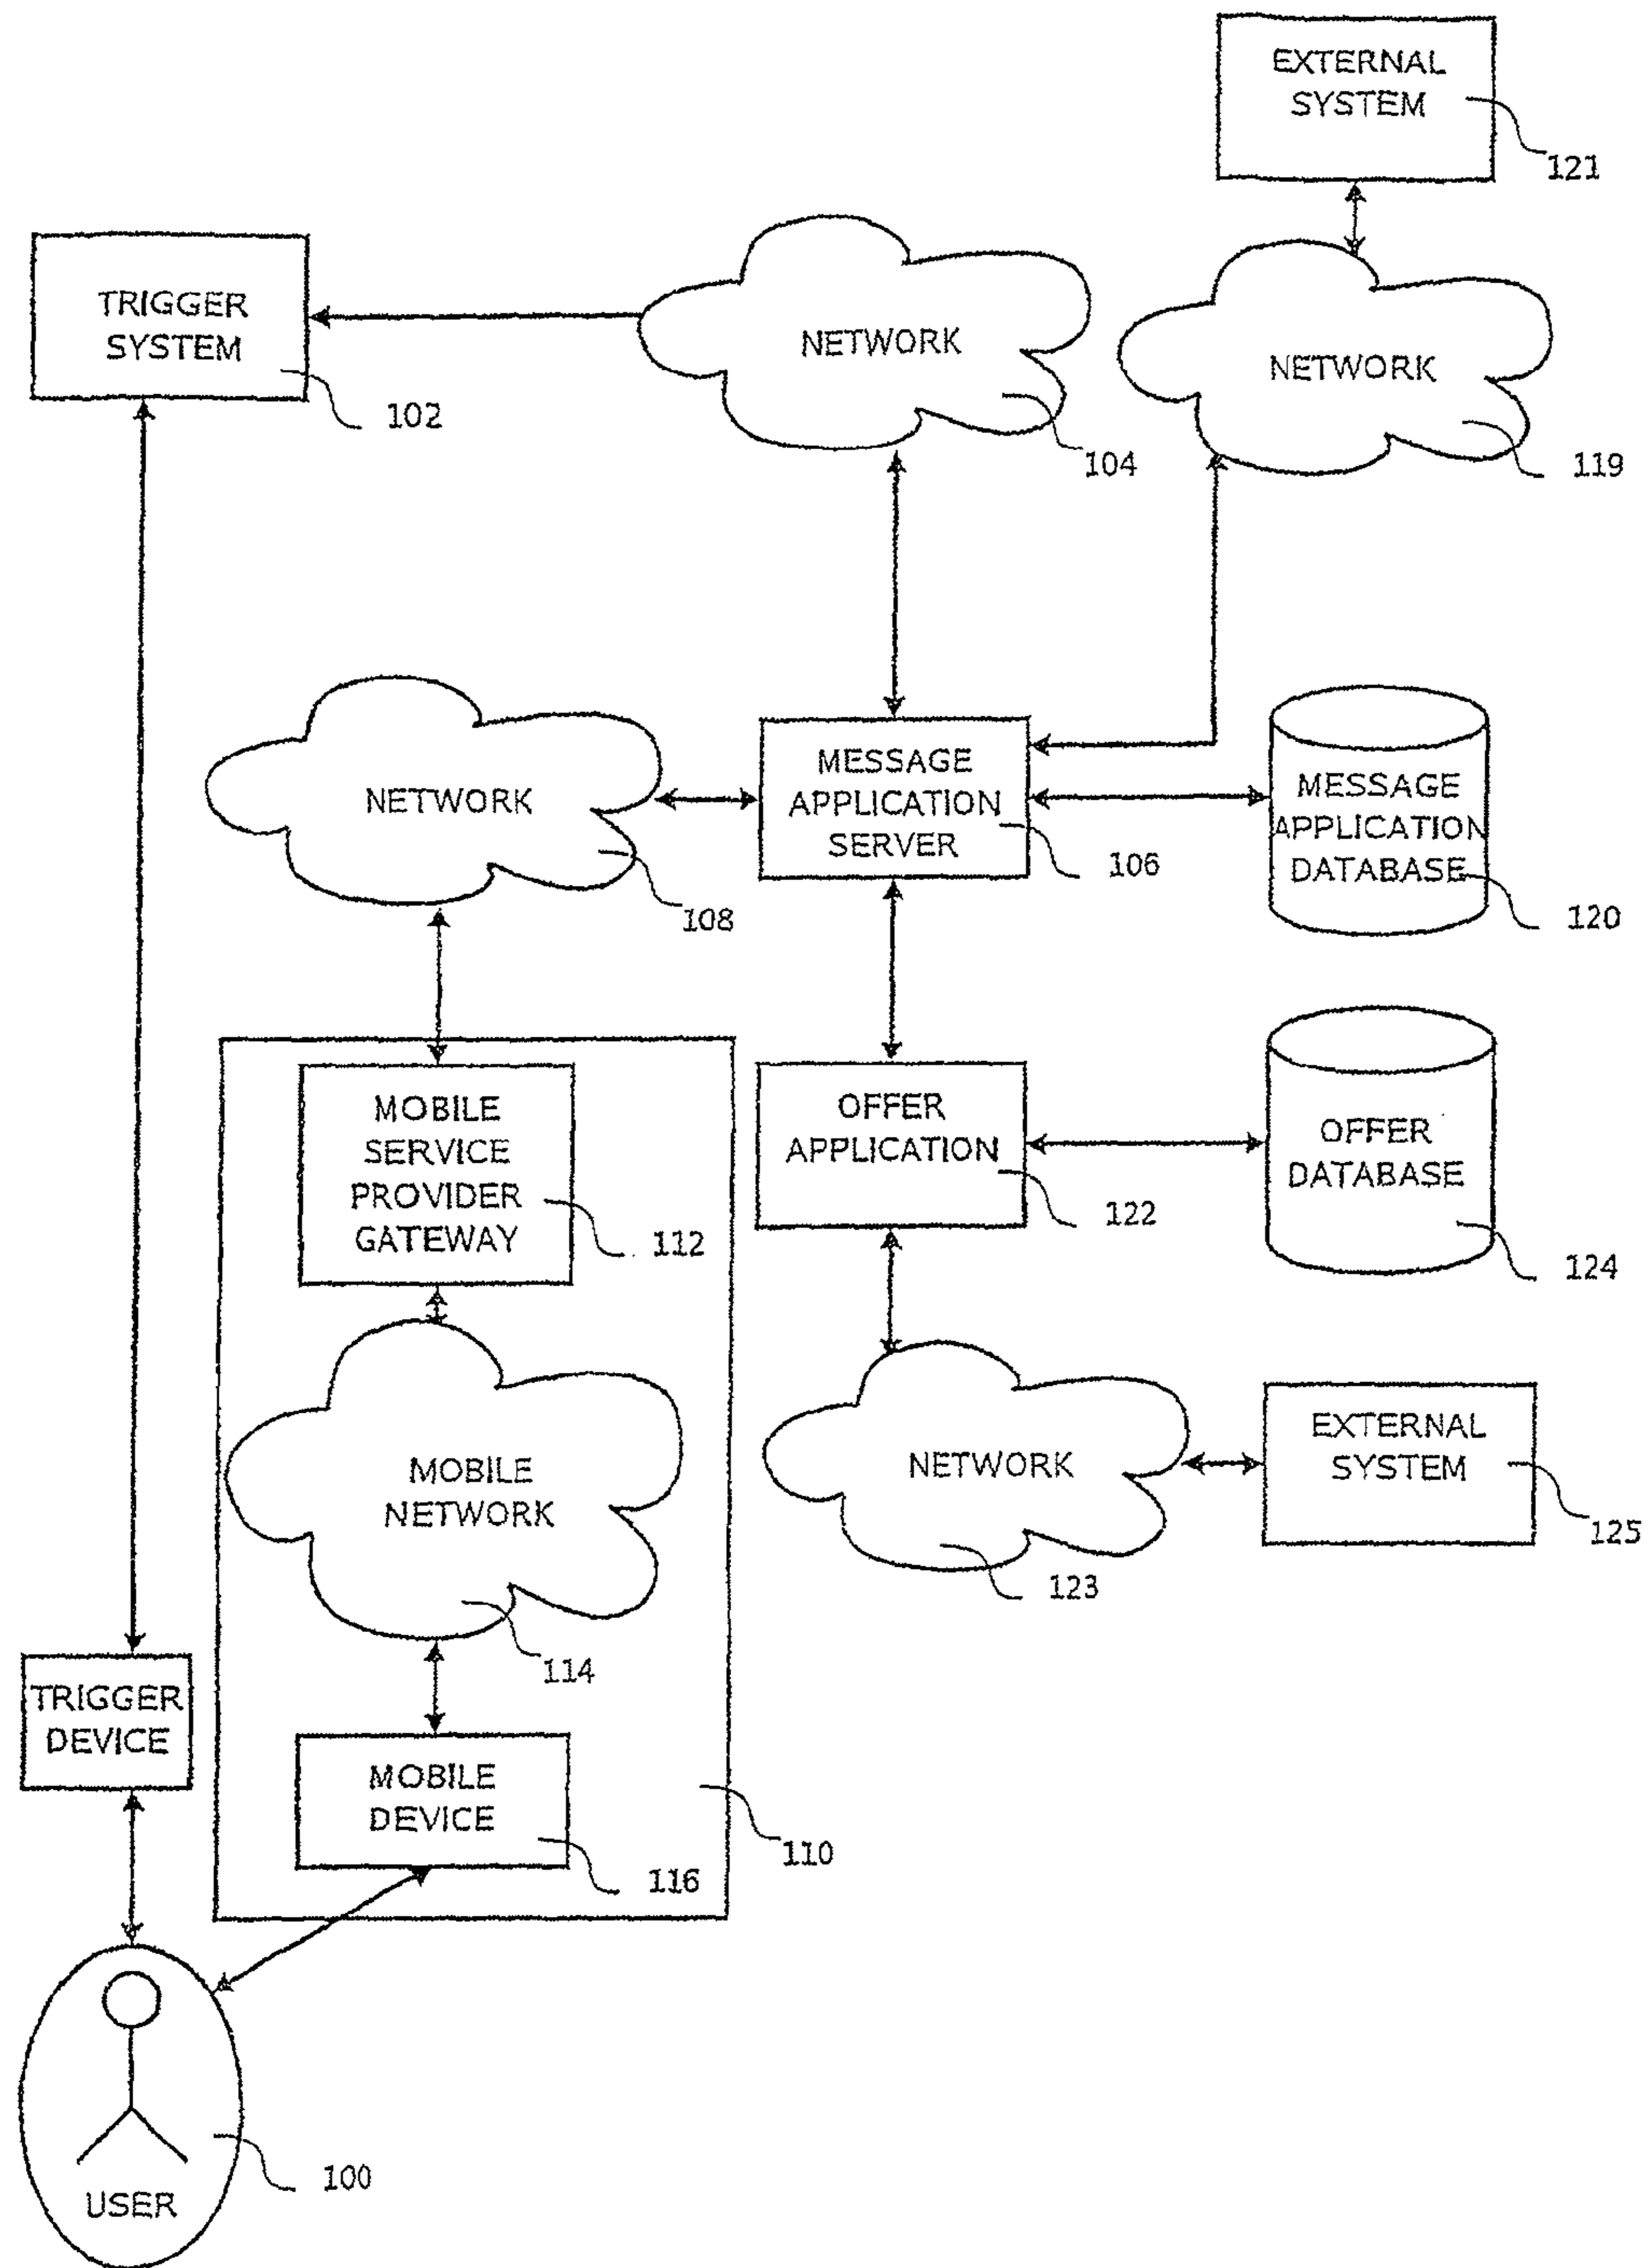 EXTERNAL
SYSTEM
121
TRIGGER
SYSTEM
102
NETWORK
104
NETWORK
119
NETWORK
108
MESSAGE
APPLICATION
SERVER
106
MESSAGE
APPLICATION
DATABASE
120
MOBILE
SERVICE
PROVIDER
GATEWAY
112
OFFER
APPLICATION
122
OFFER
DATABASE
124
MOBILE
NETWORK
114
NETWORK
123
EXTERNAL
SYSTEM
125
TRIGGER
DEVICE
MOBILE
DEVICE
116
110
USER
100